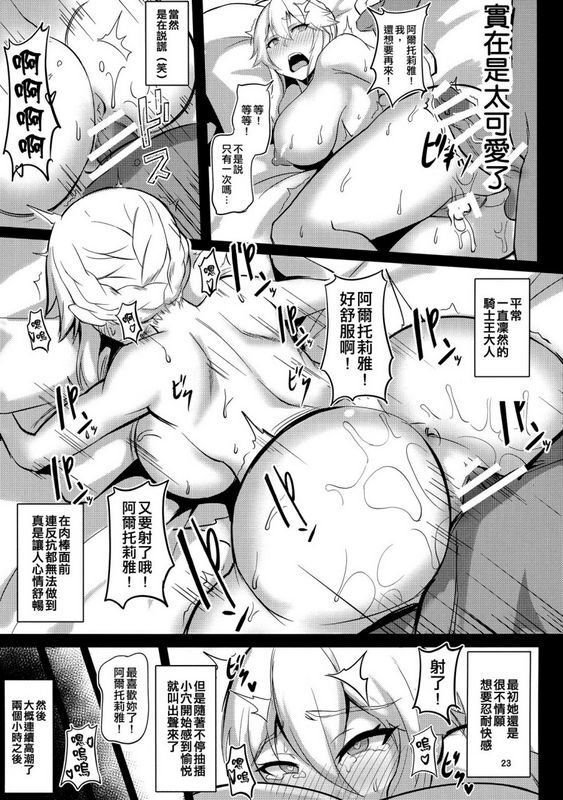 實在是太可愛了
阿爾托莉雅！
我，
還想要再來！
等！
等等！
不是說
只有一次嗎…
當然
是在説謊（笑）
平常
一直凜然的
騎士王大人
阿爾托莉雅！
好舒服啊！
嗯
嗚
啊
嗯嗚
又要射了哦！
阿爾托莉雅！
在肉棒面前
連反抗都無法做到
真是讓人心情舒暢
最初她還是
很不情願
想要忍耐快感
射了！
但是隨著不停抽插
小穴開始感到愉悅
就叫出聲來了
最喜歡妳了！
阿爾托莉雅！
嗯嗚嗚
然後
大概連續高潮了
兩個小時之後
23